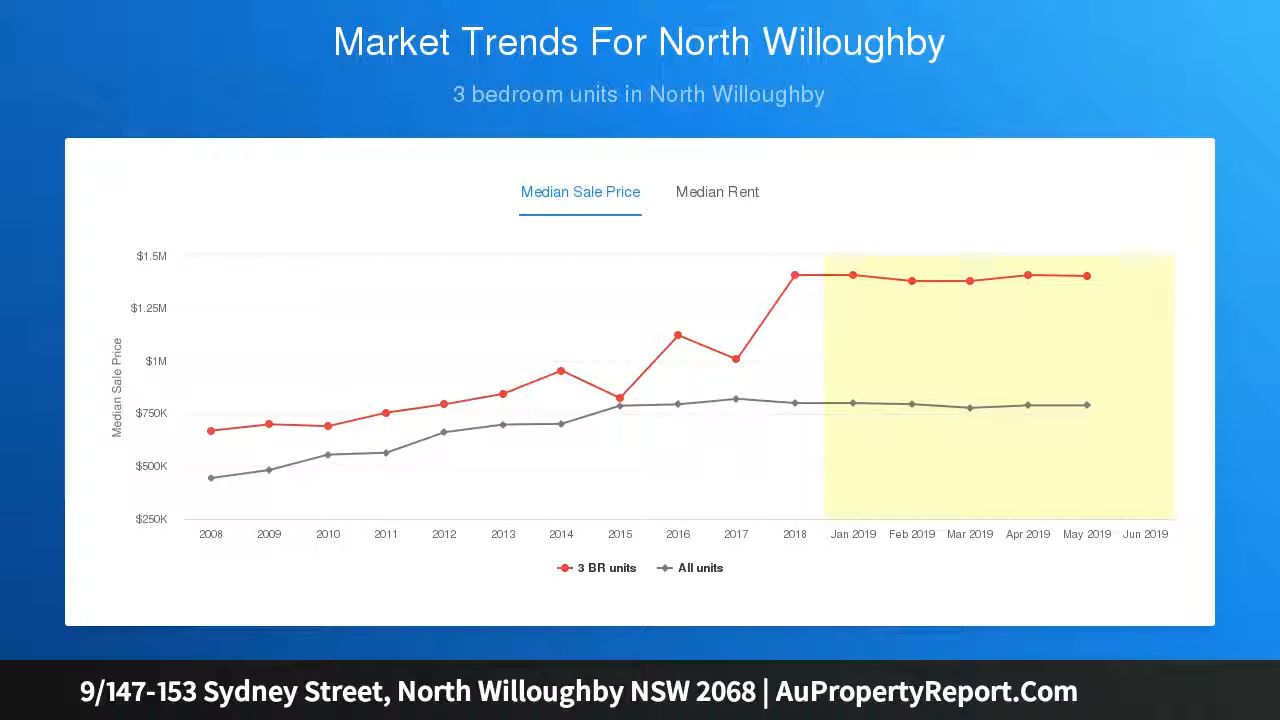 Market Trends For North Willoughby
3 bedroom units in North Willoughby
Median Sale Price Median Rent
Median Sale Price
$1.5M
$1.25M
$1M
$750K
$500K
$250K
2008 2009 2010 2011 2012 2013 2014 2015 2016 2017 2018 Jan 2019 Feb 2019 Mar 2019 Apr 2019 May 2019 Jun 2019
3 BR units All units
9/147-153 Sydney Street, North Willoughby NSW 2068 | AuPropertyReport.Com